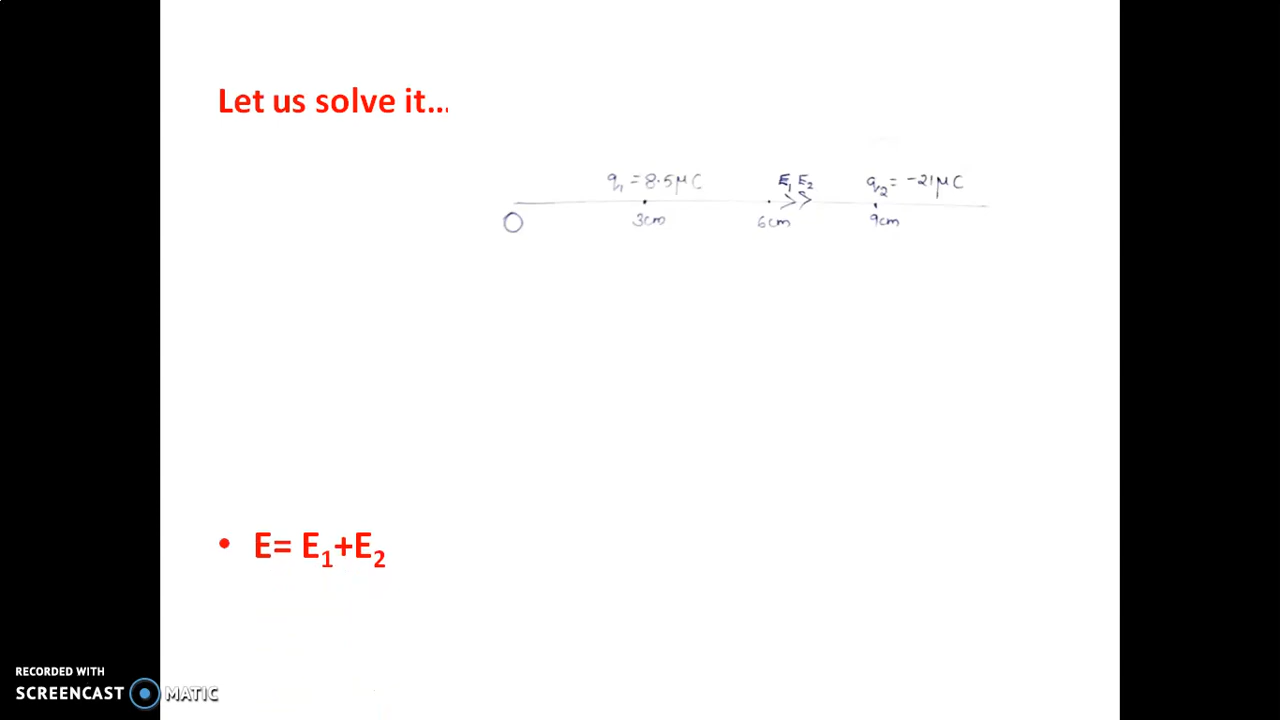 Let us solve it...
q₁ = 8.5μC E₁ E₂ q₂ = -21μC
O 3cm 6cm 9cm
• E= E₁+E₂
RECORDED WITH
SCREENCAST MATIC